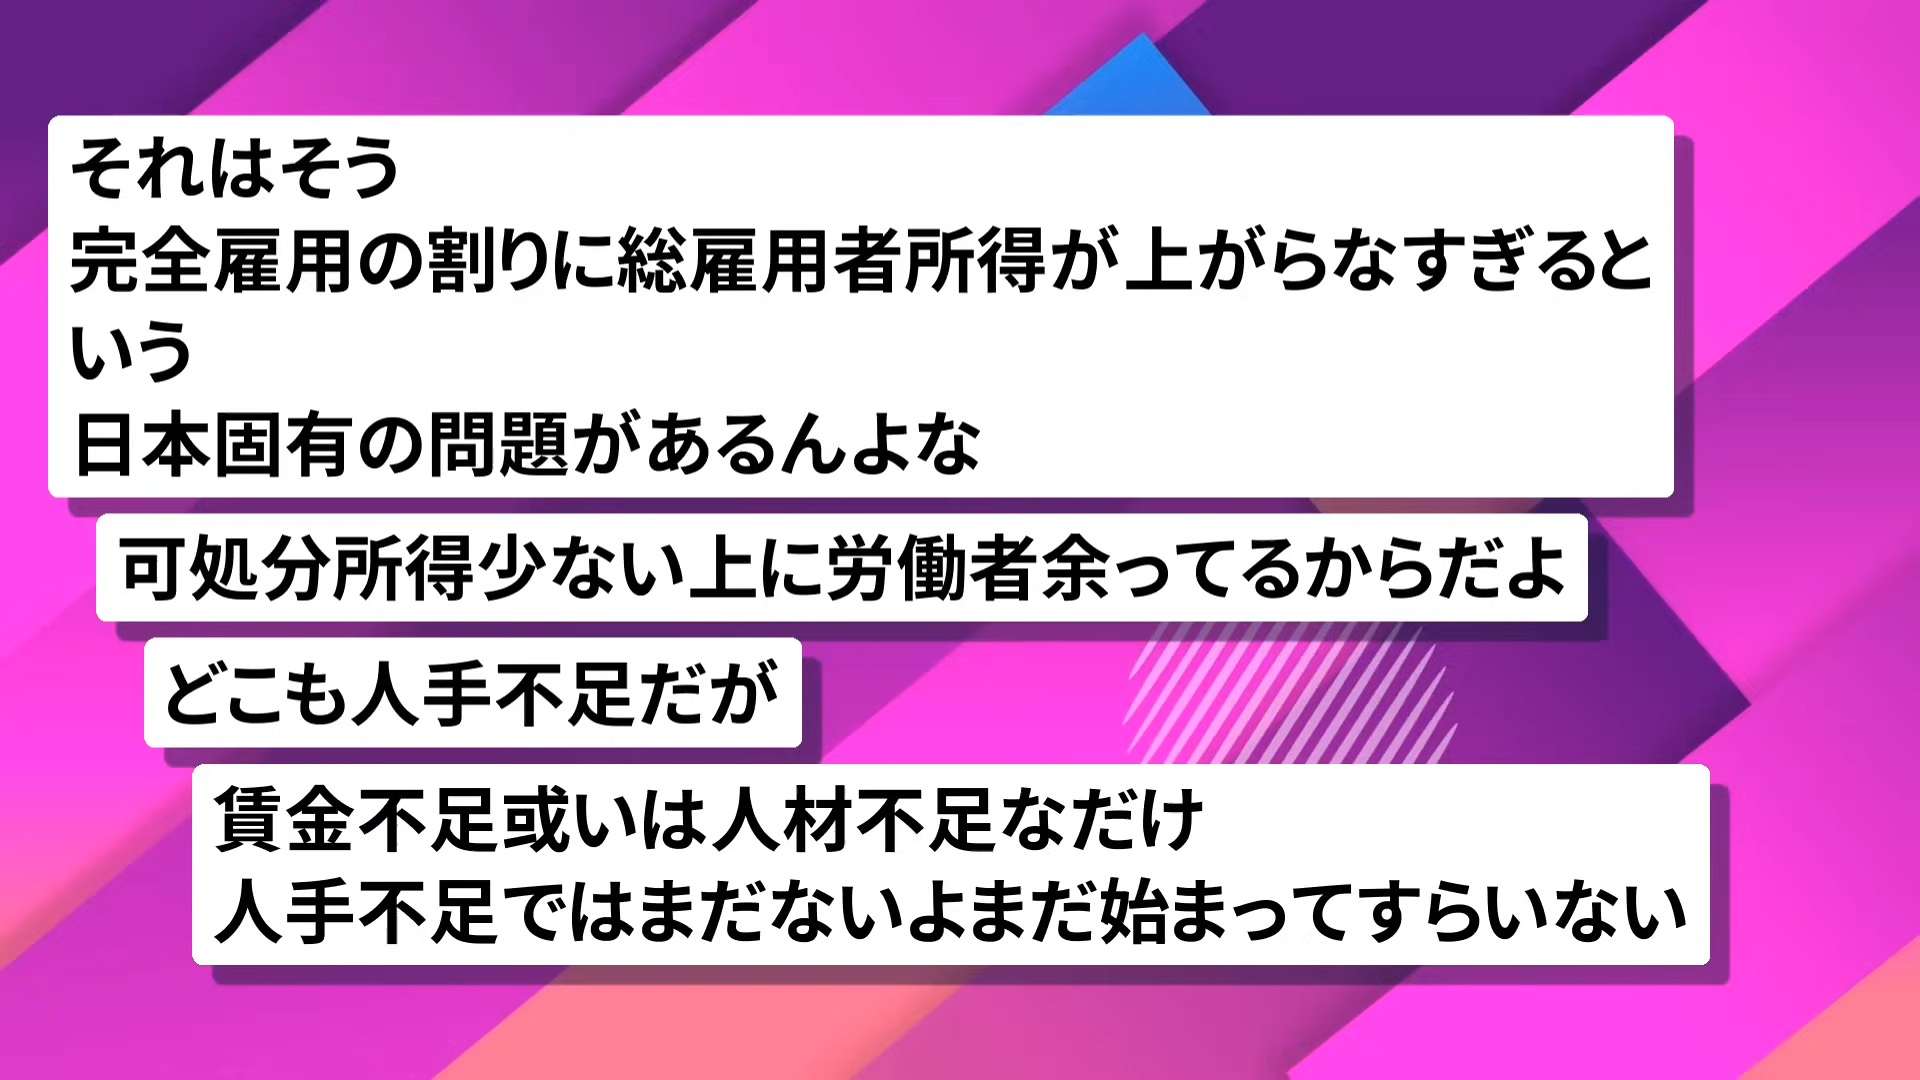 それはそう
完全雇用の割りに総雇用者所得が上がらなすぎると
いう
日本固有の問題があるんよな
可処分所得少ない上に労働者余ってるからだよ
どこも人手不足だが
賃金不足或いは人材不足なだけ
人手不足ではまだないよまだ始まってすらいない